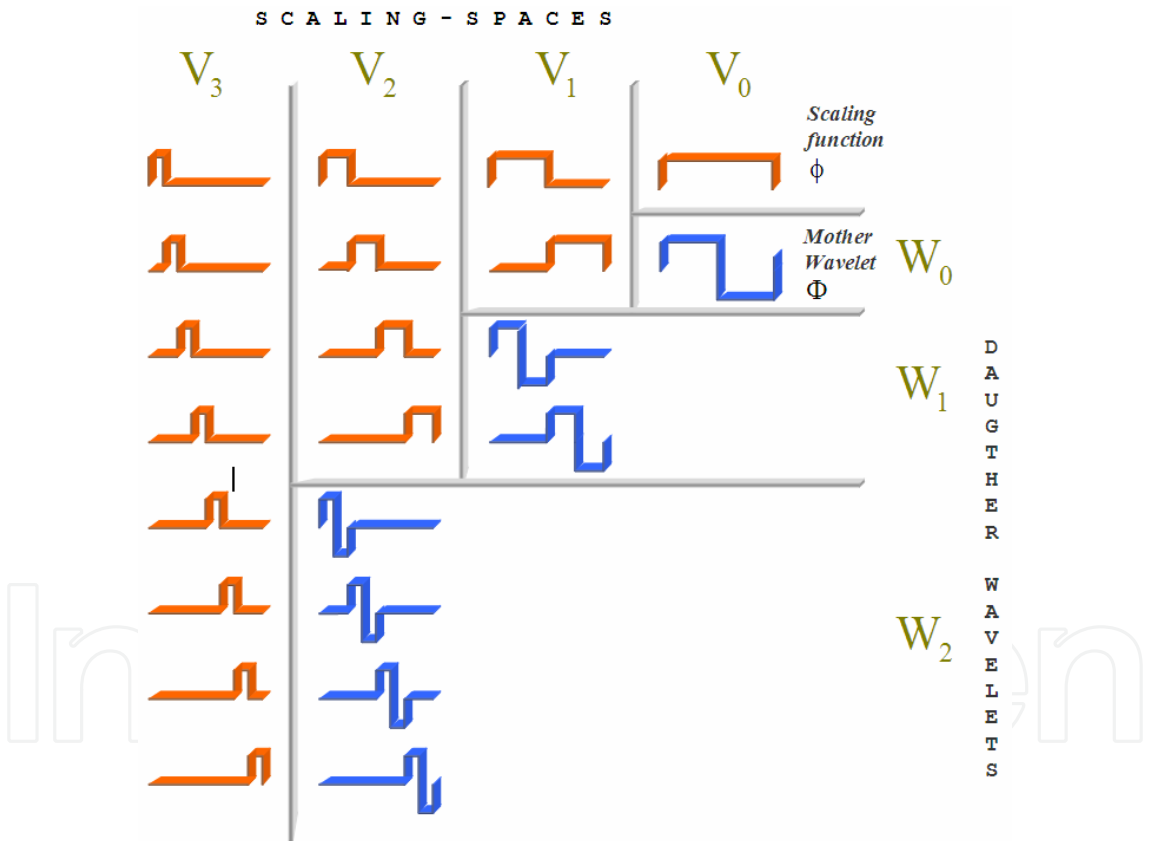 S C A L I N G - S P A C E S
V3 V2 V1 V0
Scaling
function
ϕ
Mother
Wavelet
Φ
W0
W1
W2
D A U G T H E R W A V E L E T S